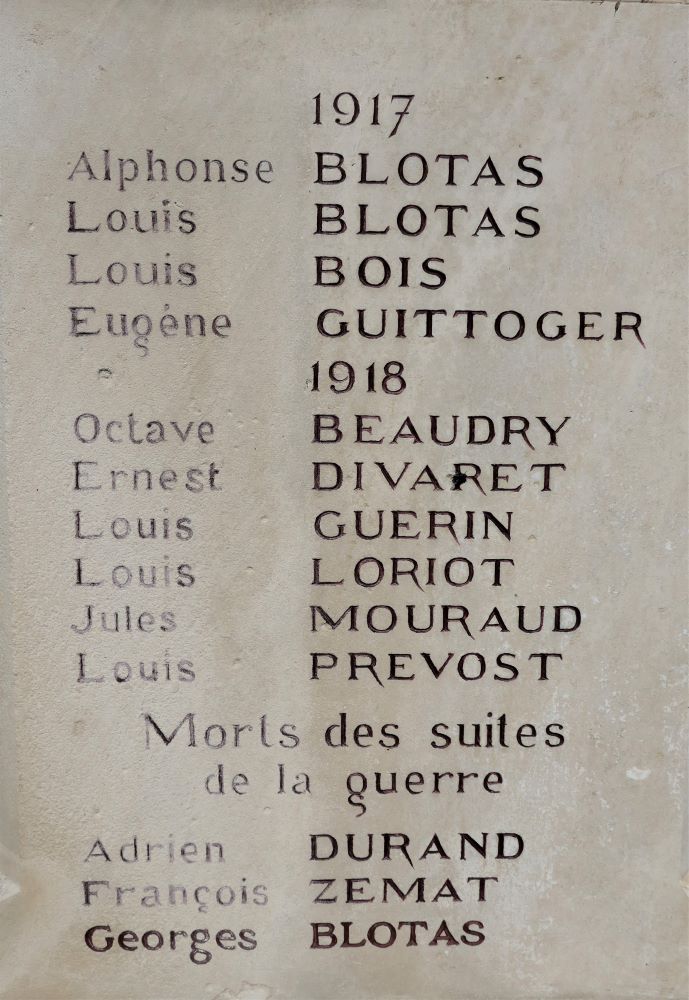 1917
Alphonse BLOTAS
Louis BLOTAS
Louis BOIS
Eugène GUITTOGER
1918
Octave BEAUDRY
Ernest DIVARET
Louis GUERIN
Louis LORIOT
Jules MOURAUD
Louis PREVOST
Morts des suites
de la guerre
Adrien DURAND
François ZEMAT
Georges BLOTAS